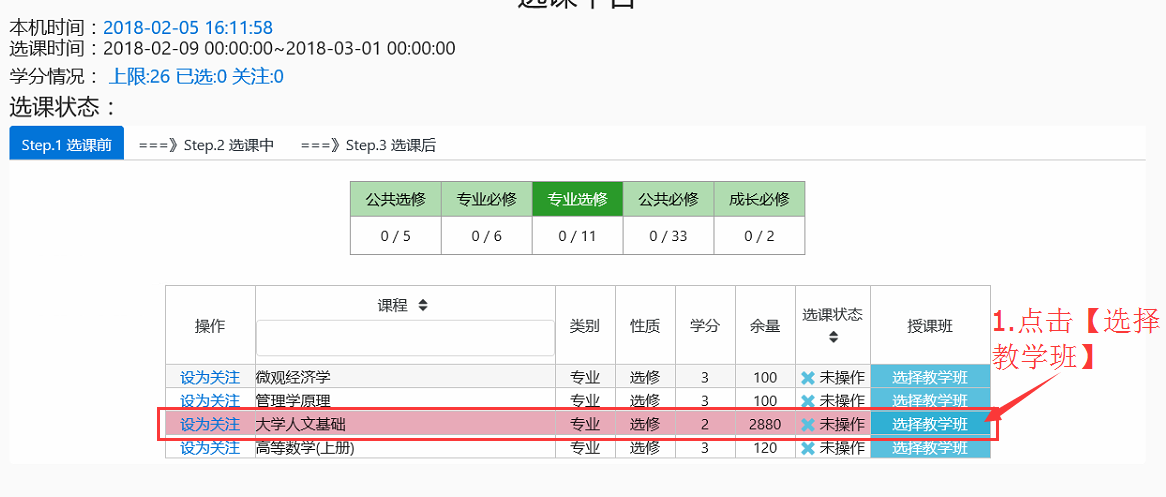 选课平台
本机时间：2018-02-05 16:11:58
选课时间：2018-02-09 00:00:00~2018-03-01 00:00:00
学分情况： 上限:26 已选:0 关注:0
选课状态：
Step.1 选课前 ===》Step.2 选课中 ===》Step.3 选课后
公共选修 专业必修 专业选修 公共必修 成长必修
0 / 5 0 / 6 0 / 11 0 / 33 0 / 2
操作 课程 类别 性质 学分 余量 选课状态 授课班
设为关注 微观经济学 专业 选修 3 100 未操作 选择教学班
设为关注 管理学原理 专业 选修 3 100 未操作 选择教学班
设为关注 大学人文基础 专业 选修 2 2880 未操作 选择教学班
设为关注 高等数学(上册) 专业 选修 3 120 未操作 选择教学班
1.点击【选择
教学班】